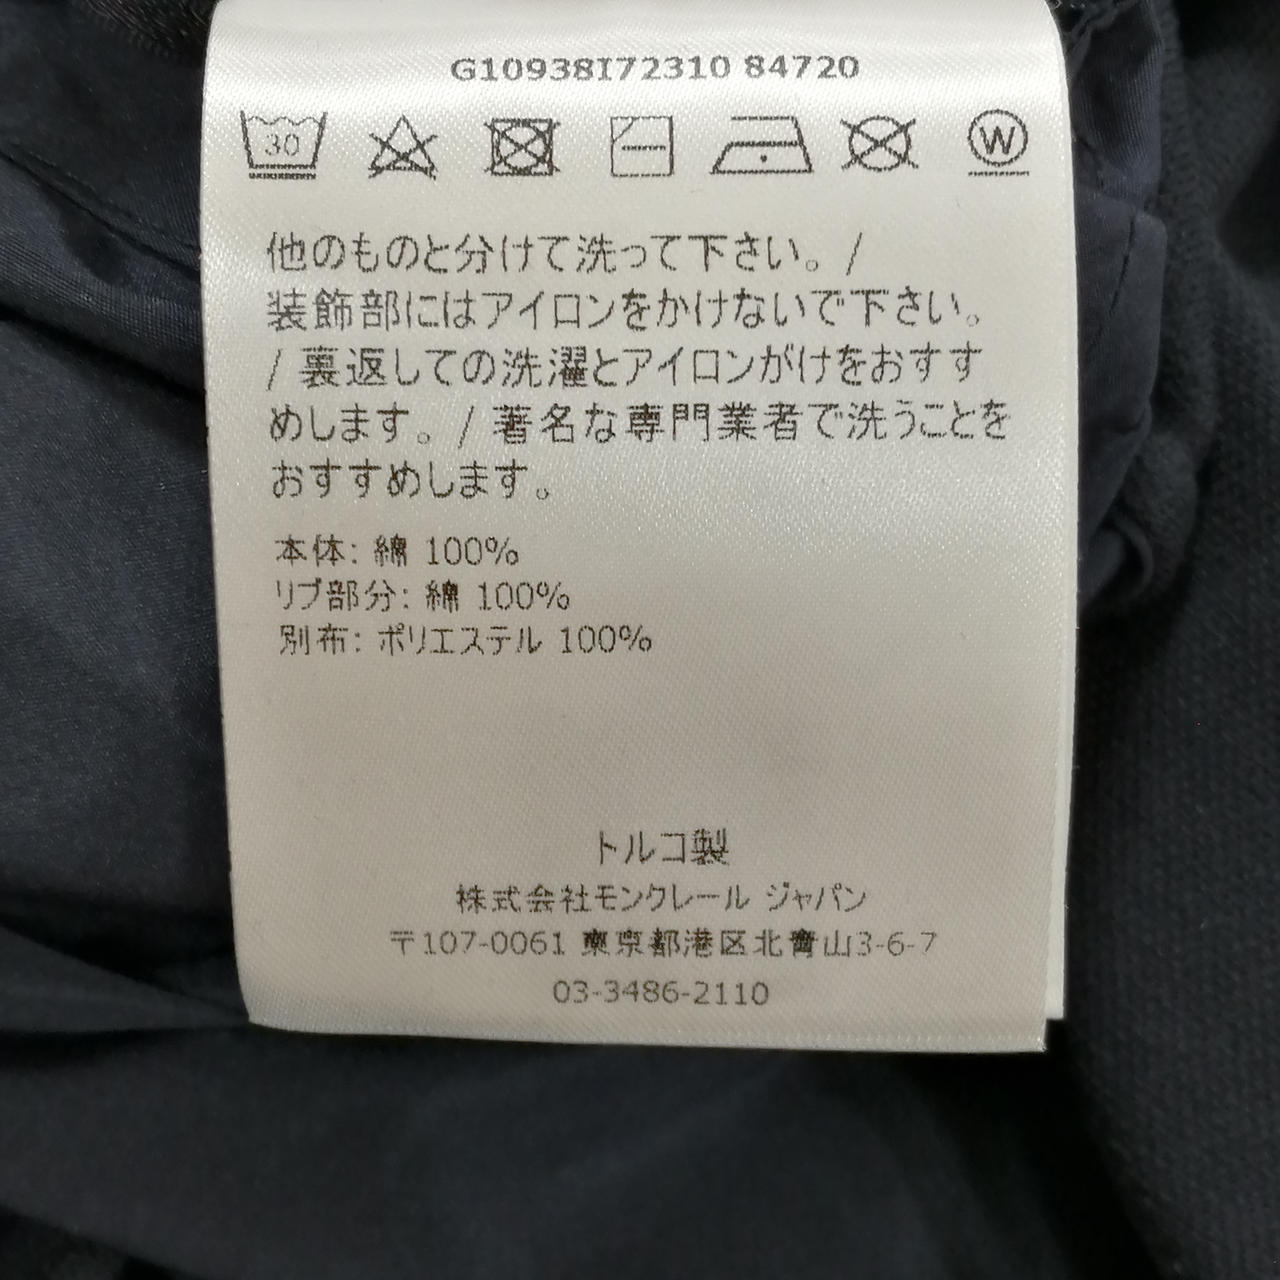 G10938I72310 84720
30
W
他のものと分けて洗って下さい。/
装飾部にはアイロンをかけないで下さい。
/ 裏返しての洗濯とアイロンがけをおすす
めします。/ 著名な専門業者で洗うことを
おすすめします。
本体: 綿 100%
リブ部分: 綿 100%
別布: ポリエステル 100%
トルコ製
株式会社モンクレール ジャパン
〒107-0061 東京都港区北青山3-6-7
03-3486-2110